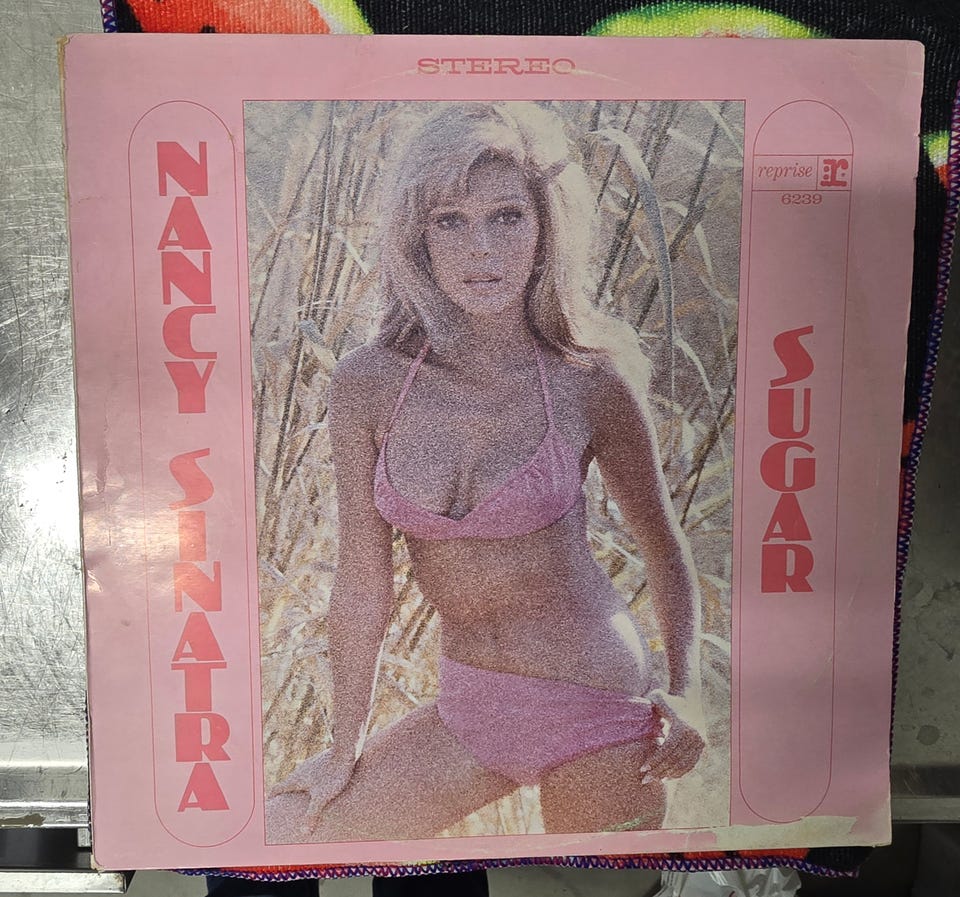 STEREO
NANCY SINATRA
reprise r:
6239
SUGAR